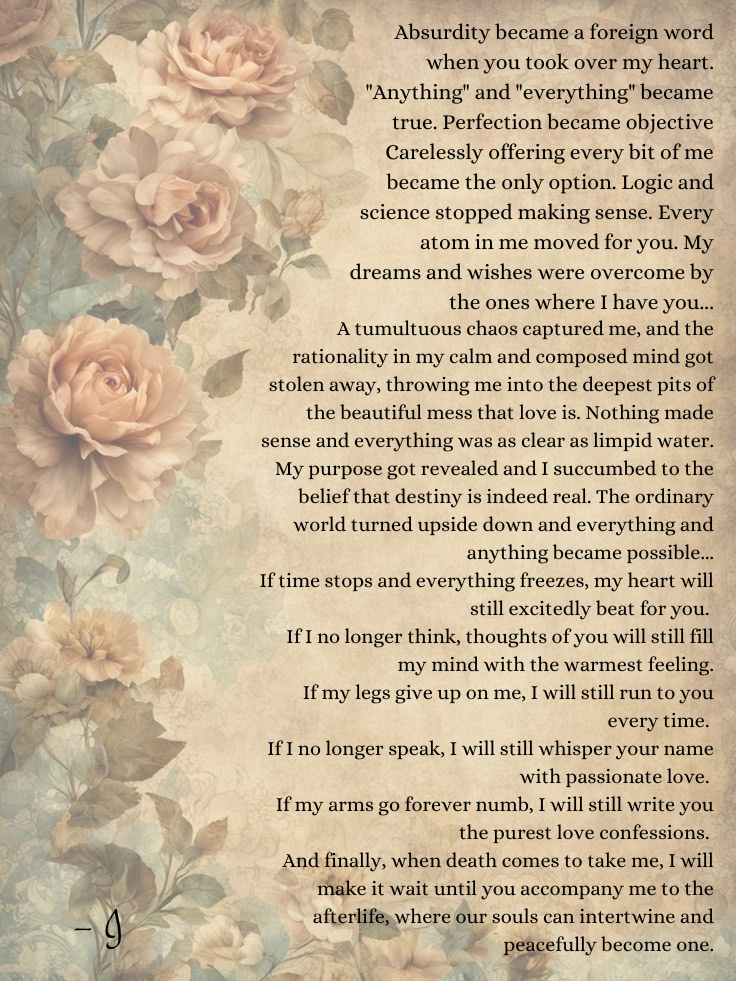 Absurdity became a foreign word
when you took over my heart.
"Anything" and "everything" became
true. Perfection became objective
Carelessly offering every bit of me
became the only option. Logic and
science stopped making sense. Every
atom in me moved for you. My
dreams and wishes were overcome by
the ones where I have you...
A tumultuous chaos captured me, and the
rationality in my calm and composed mind got
stolen away, throwing me into the deepest pits of
the beautiful mess that love is. Nothing made
sense and everything was as clear as limpid water.
My purpose got revealed and I succumbed to the
belief that destiny is indeed real. The ordinary
world turned upside down and everything and
anything became possible...
If time stops and everything freezes, my heart will
still excitedly beat for you.
If I no longer think, thoughts of you will still fill
my mind with the warmest feeling.
If my legs give up on me, I will still run to you
every time.
If I no longer speak, I will still whisper your name
with passionate love.
If my arms go forever numb, I will still write you
the purest love confessions.
And finally, when death comes to take me, I will
make it wait until you accompany me to the
afterlife, where our souls can intertwine and
peacefully become one.
– J